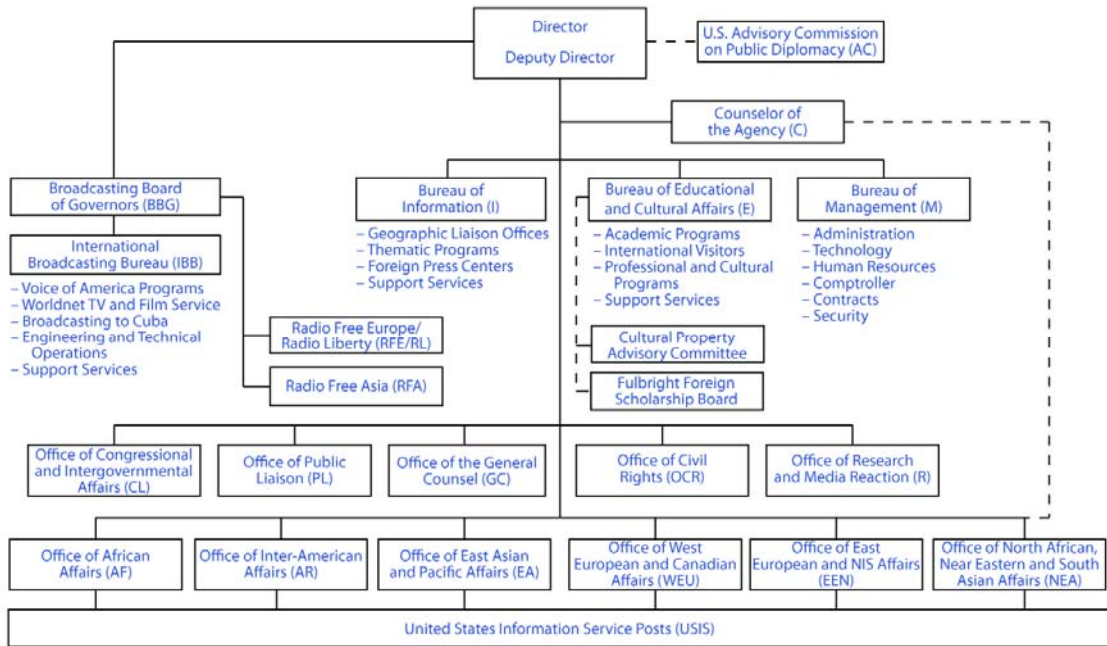 Director
Deputy Director
U.S. Advisory Commission
on Public Diplomacy (AC)
Counselor of
the Agency (C)
Broadcasting Board
of Governors (BBG)
International
Broadcasting Bureau (IBB)
– Voice of America Programs
– Worldnet TV and Film Service
– Broadcasting to Cuba
– Engineering and Technical
Operations
– Support Services
Radio Free Europe/
Radio Liberty (RFE/RL)
Radio Free Asia (RFA)
Bureau of
Information (I)
– Geographic Liaison Offices
– Thematic Programs
– Foreign Press Centers
– Support Services
Bureau of Educational
and Cultural Affairs (E)
– Academic Programs
– International Visitors
– Professional and Cultural
Programs
– Support Services
Cultural Property
Advisory Committee
Fulbright Foreign
Scholarship Board
Bureau of
Management (M)
– Administration
– Technology
– Human Resources
– Comptroller
– Contracts
– Security
Office of Congressional
and Intergovernmental
Affairs (CL)
Office of Public
Liaison (PL)
Office of the General
Counsel (GC)
Office of Civil
Rights (OCR)
Office of Research
and Media Reaction (R)
Office of African
Affairs (AF)
Office of Inter-American
Affairs (AR)
Office of East Asian
and Pacific Affairs (EA)
Office of West
European and Canadian
Affairs (WEU)
Office of East
European and NIS Affairs
(EEN)
Office of North African,
Near Eastern and South
Asian Affairs (NEA)
United States Information Service Posts (USIS)